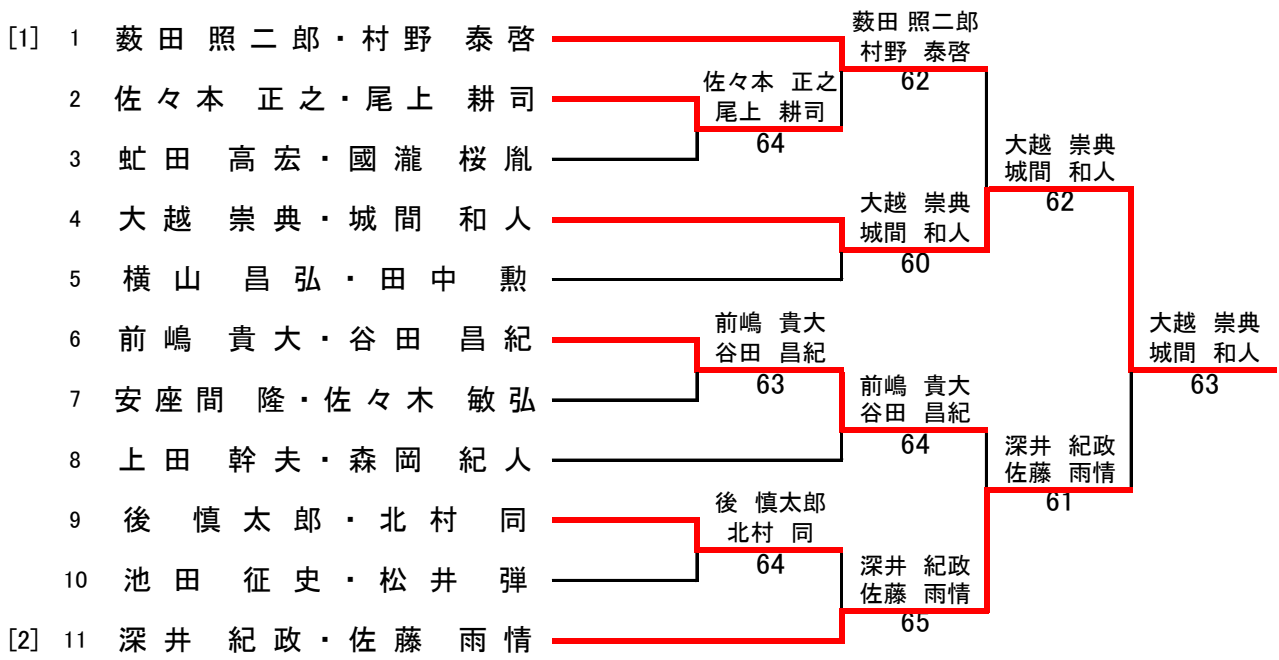 [1] 1 薮田 照二郎・村野 泰啓
2 佐々本 正之・尾上 耕司
3 虻田 高宏・國瀧 桜胤
4 大越 崇典・城間 和人
5 横山 昌弘・田中 勲
6 前嶋 貴大・谷田 昌紀
7 安座間 隆・佐々木 敏弘
8 上田 幹夫・森岡 紀人
9 後 慎太郎・北村 同
10 池田 征史・松井 弾
[2] 11 深井 紀政・佐藤 雨情
佐々本 正之
尾上 耕司
64
前嶋 貴大
谷田 昌紀
63
後 慎太郎
北村 同
64
薮田 照二郎
村野 泰啓
62
大越 崇典
城間 和人
60
前嶋 貴大
谷田 昌紀
64
深井 紀政
佐藤 雨情
65
大越 崇典
城間 和人
62
深井 紀政
佐藤 雨情
61
大越 崇典
城間 和人
63